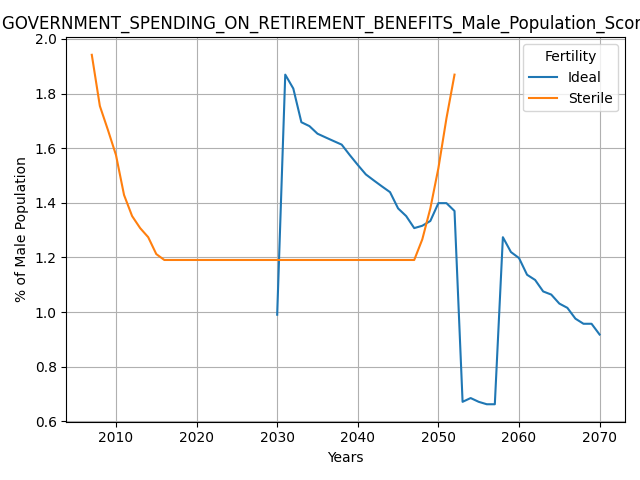 GOVERNMENT_SPENDING_ON_RETIREMENT_BENEFITS_Male_Population_Scor
Fertility
Ideal
Sterile
% of Male Population
2.0
1.8
1.6
1.4
1.2
1.0
0.8
0.6
2010 2020 2030 2040 2050 2060 2070
Years